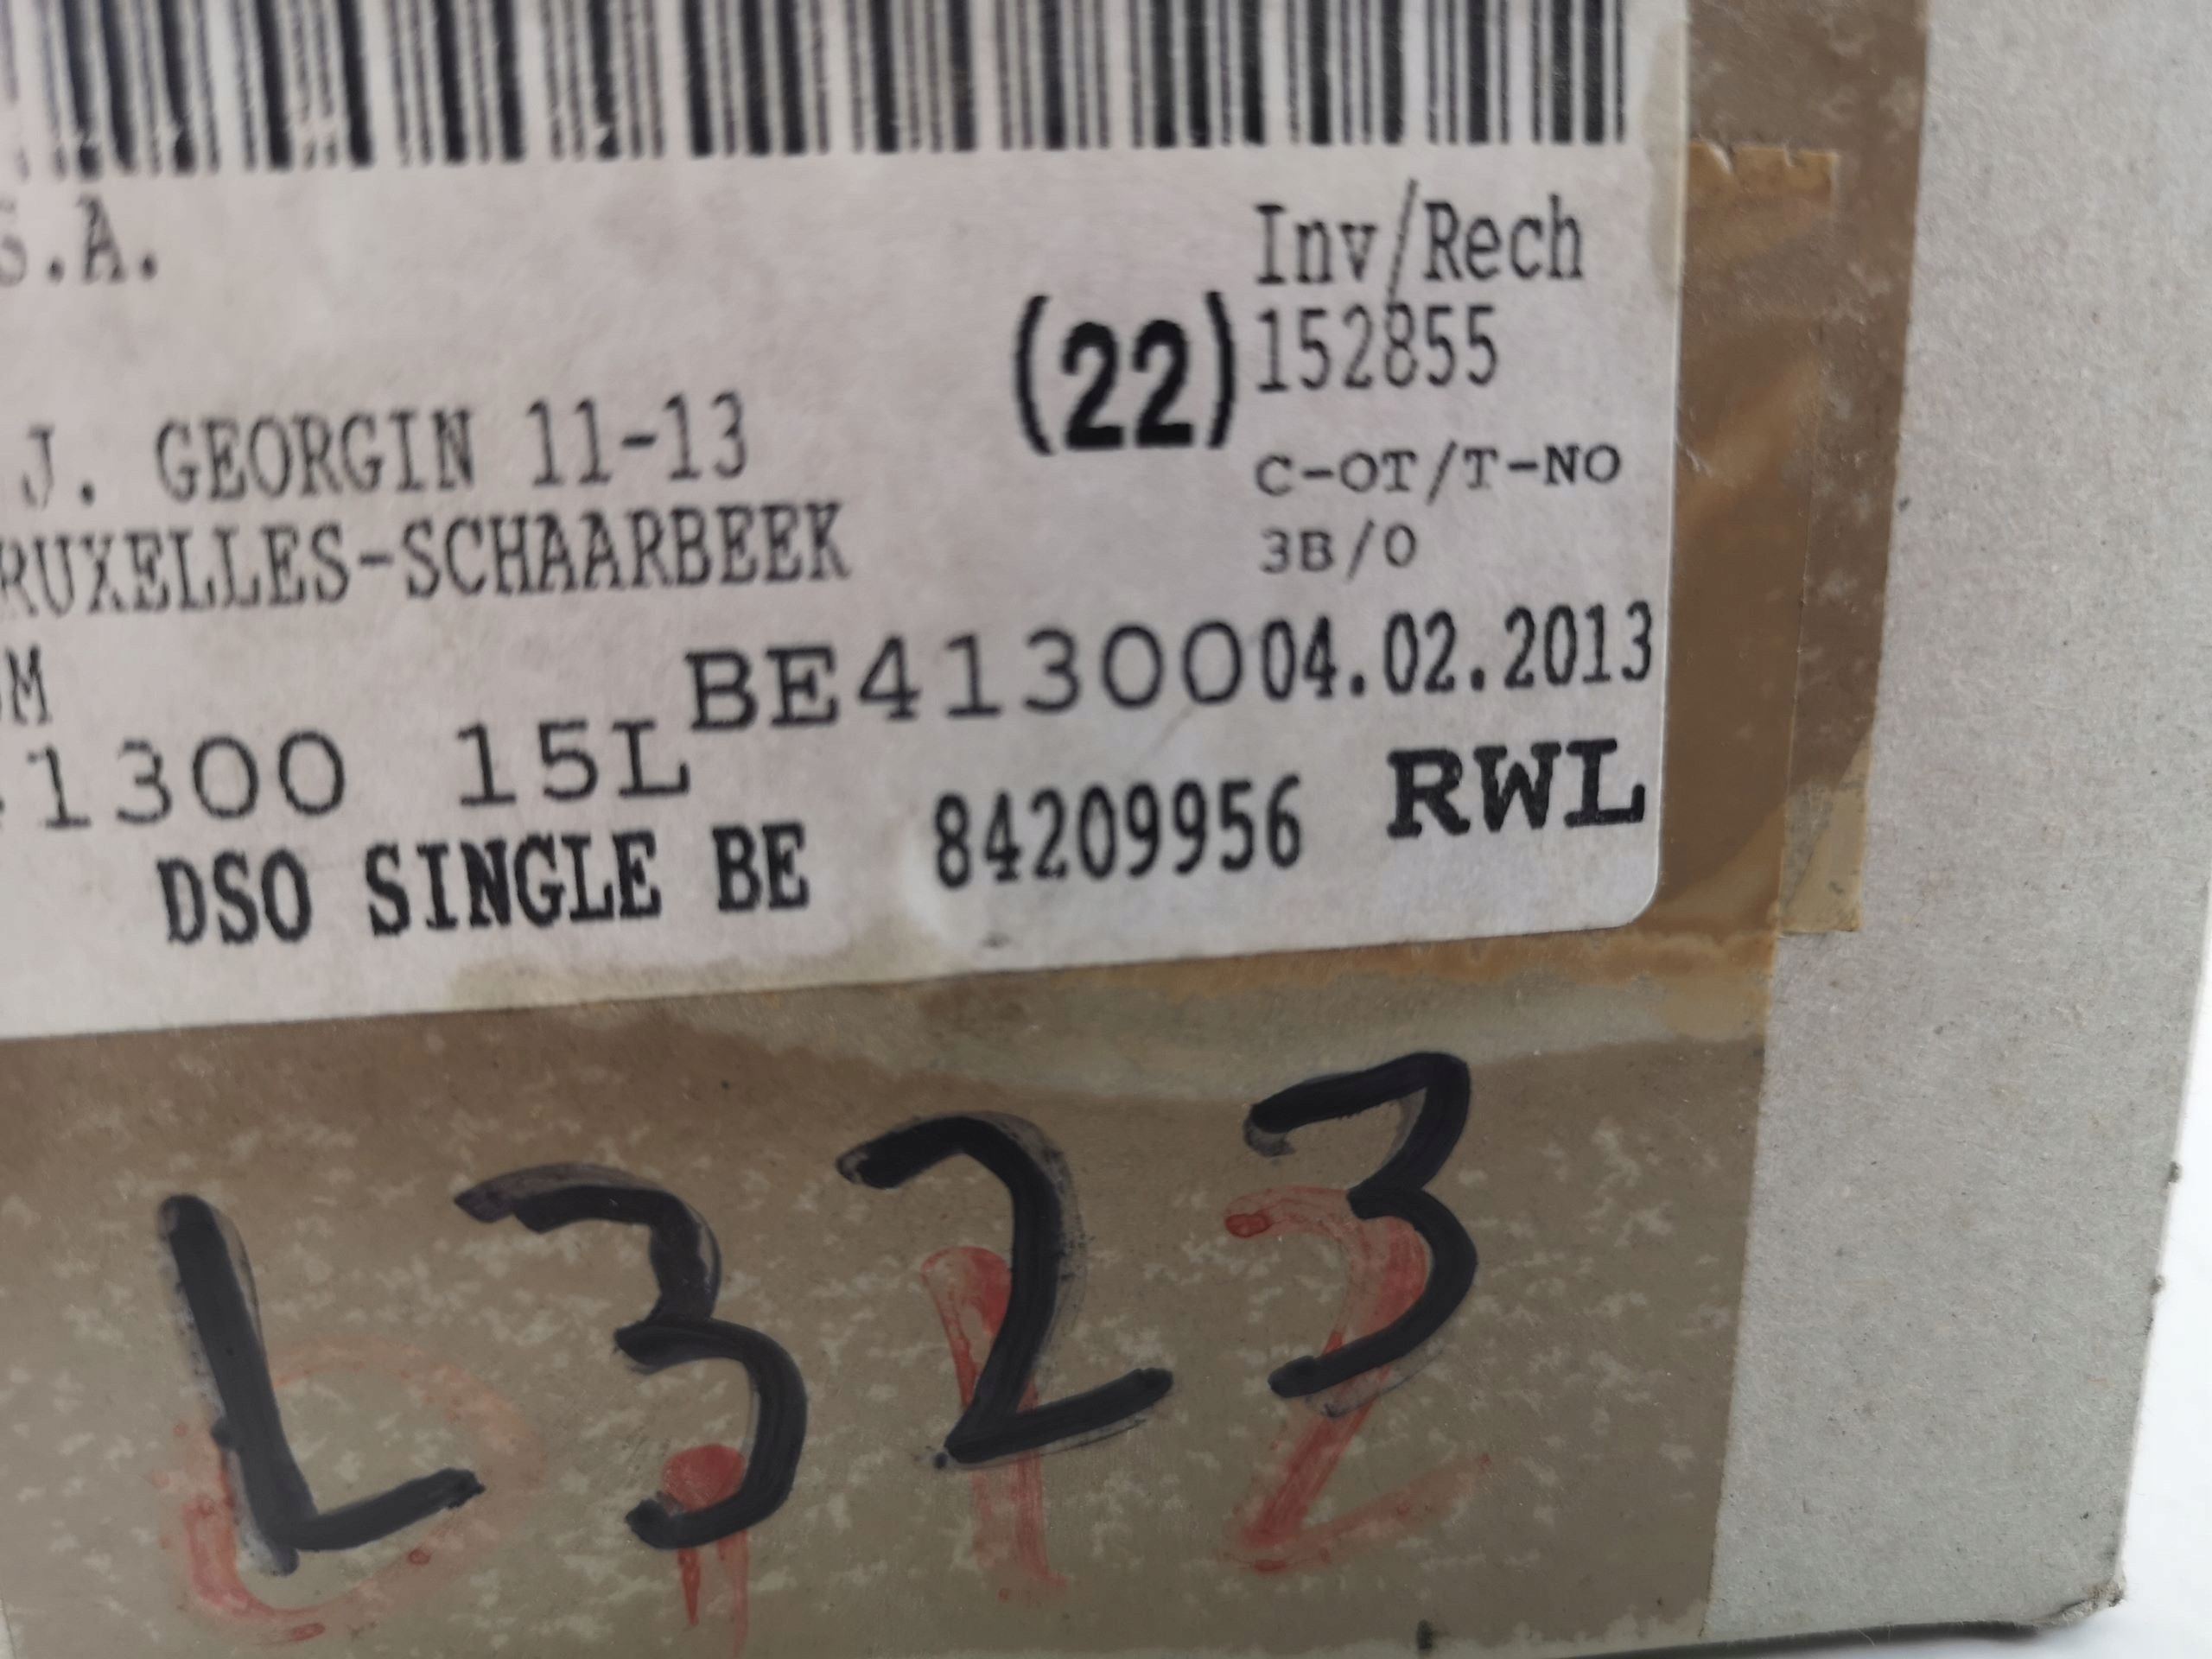 S.A.
Inv/Rech
(22) 152855
J. GEORGIN 11-13
C-OT/T-NO
RUXELLES-SCHAARBEEK
3B/0
M
BE41300 04.02.2013
1300 15L
DSO SINGLE BE 84209956 RWL
L323